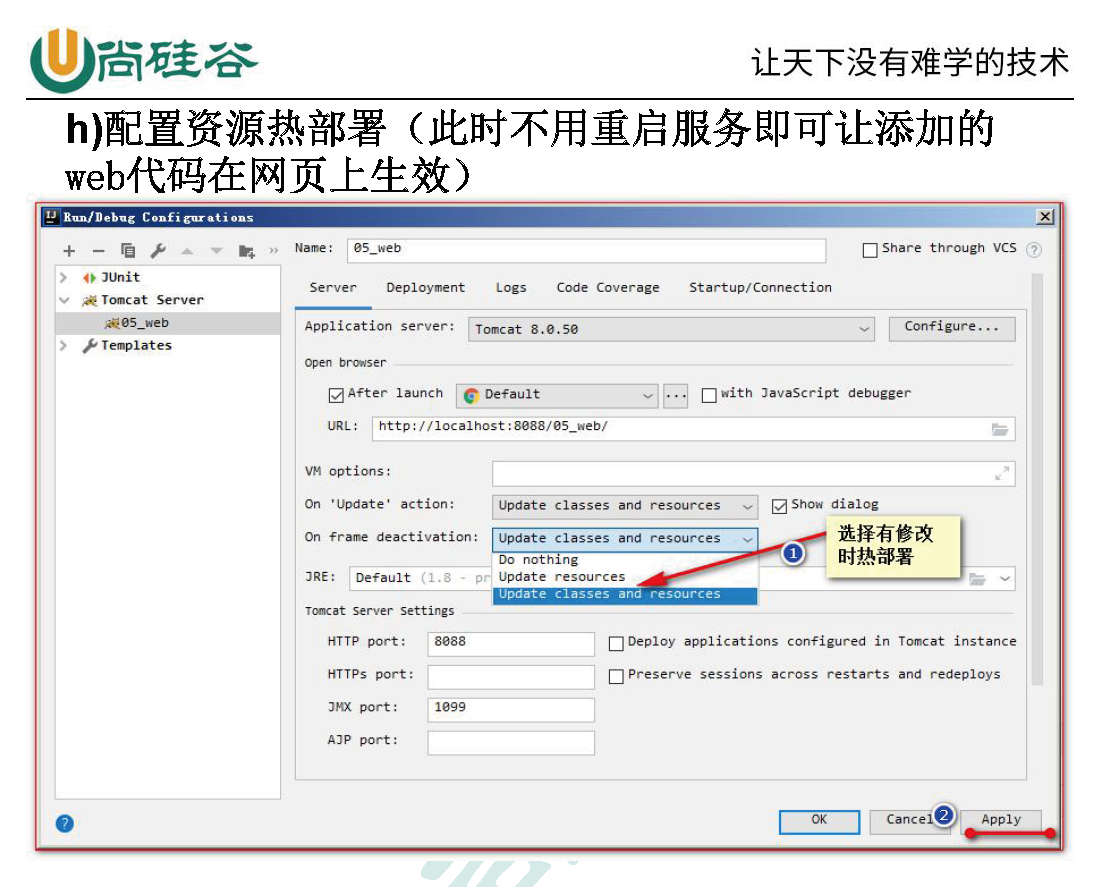 尚硅谷
让天下没有难学的技术
h)配置资源热部署（此时不用重启服务即可让添加的
web代码在网页上生效）
Run/Debug Configurations
Name: 05_web
Share through VCS
JUnit
Tomcat Server
05_web
Templates
Server Deployment Logs Code Coverage Startup/Connection
Application server: Tomcat 8.0.50 Configure...
Open browser
After launch Default ... with JavaScript debugger
URL: http://localhost:8088/05_web/
VM options:
On 'Update' action: Update classes and resources Show dialog
On frame deactivation: Update classes and resources
选择有修改
时热部署
1
Do nothing
Update resources
Update classes and resources
JRE: Default (1.8 - pr
Tomcat Server Settings
HTTP port: 8088 Deploy applications configured in Tomcat instance
HTTPs port: Preserve sessions across restarts and redeploys
JMX port: 1099
AJP port:
OK Cancel 2 Apply